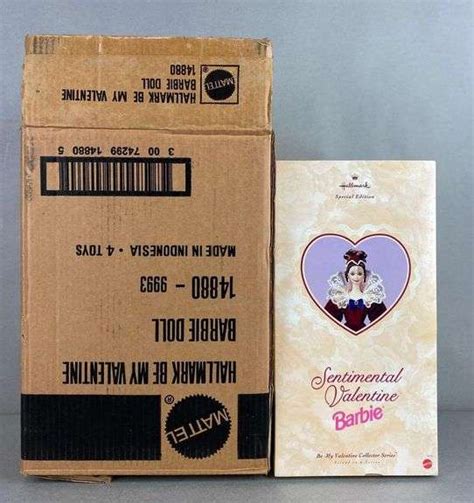 HALLMARK BE MY VALENTINE
BARBIE DOLL
14880
MATTEL
®
MATTEL
®
HALLMARK BE MY VALENTINE
BARBIE DOLL
14880 - 9993
MADE IN INDONESIA • 4 TOYS
3 00 74299 14880 5
Hallmark
Special Edition
Sentimental
Valentine
Barbie
Be My Valentine Collector Series